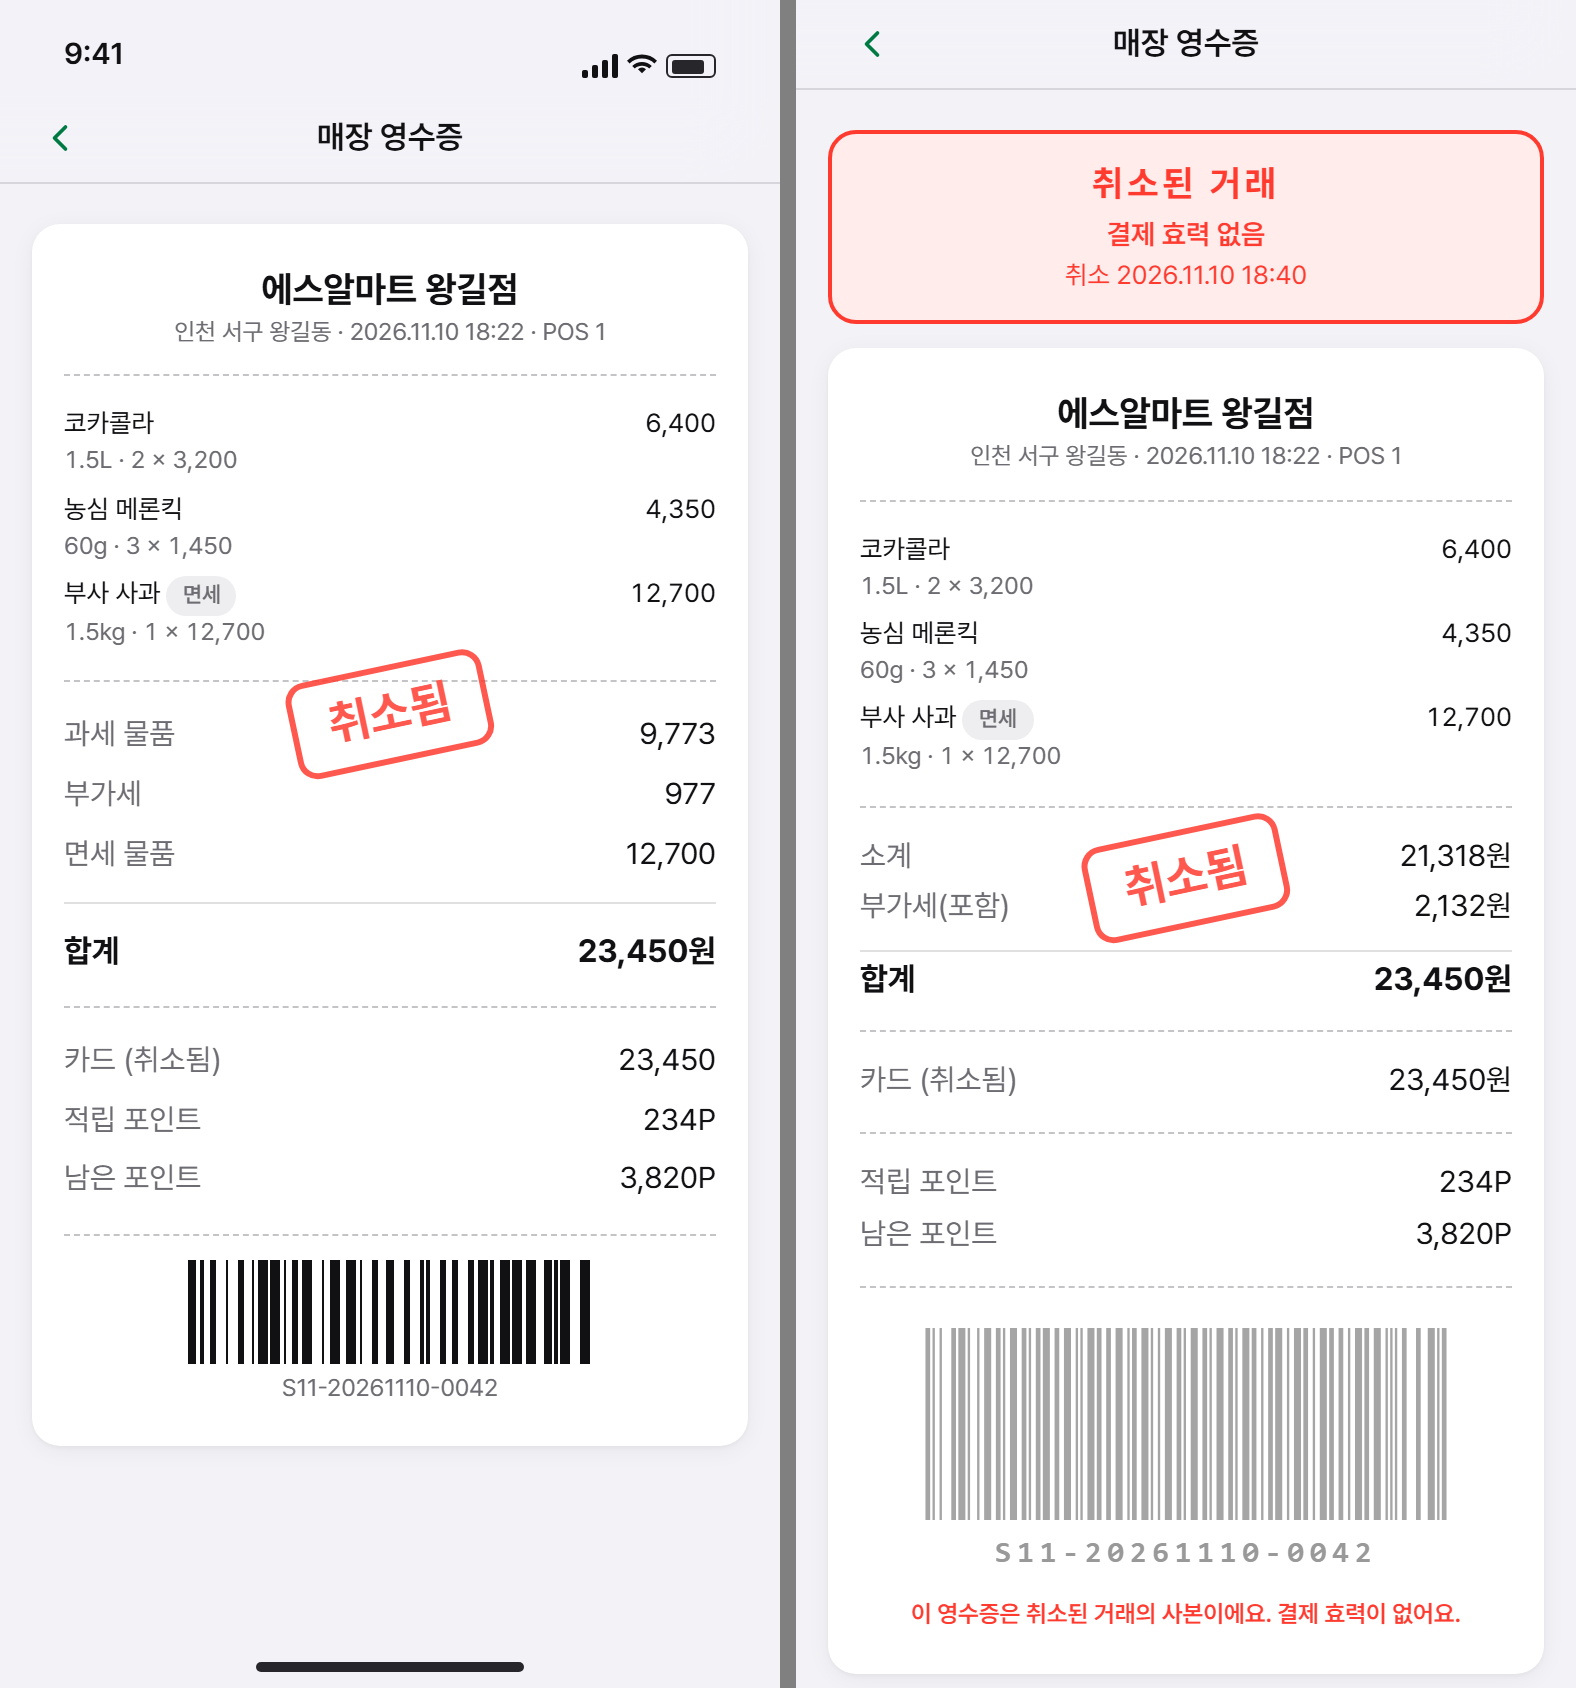 9:41
매장 영수증
에스알마트 왕길점
인천 서구 왕길동 · 2026.11.10 18:22 · POS 1
코카콜라 6,400
1.5L · 2 × 3,200
농심 메론킥 4,350
60g · 3 × 1,450
부사 사과 면세 12,700
1.5kg · 1 × 12,700
취소됨
과세 물품 9,773
부가세 977
면세 물품 12,700
합계 23,450원
카드 (취소됨) 23,450
적립 포인트 234P
남은 포인트 3,820P
S11-20261110-0042
매장 영수증
취소된 거래
결제 효력 없음
취소 2026.11.10 18:40
에스알마트 왕길점
인천 서구 왕길동 · 2026.11.10 18:22 · POS 1
코카콜라 6,400
1.5L · 2 × 3,200
농심 메론킥 4,350
60g · 3 × 1,450
부사 사과 면세 12,700
1.5kg · 1 × 12,700
소계 21,318원
취소됨
부가세(포함) 2,132원
합계 23,450원
카드 (취소됨) 23,450원
적립 포인트 234P
남은 포인트 3,820P
S11-20261110-0042
이 영수증은 취소된 거래의 사본이에요. 결제 효력이 없어요.